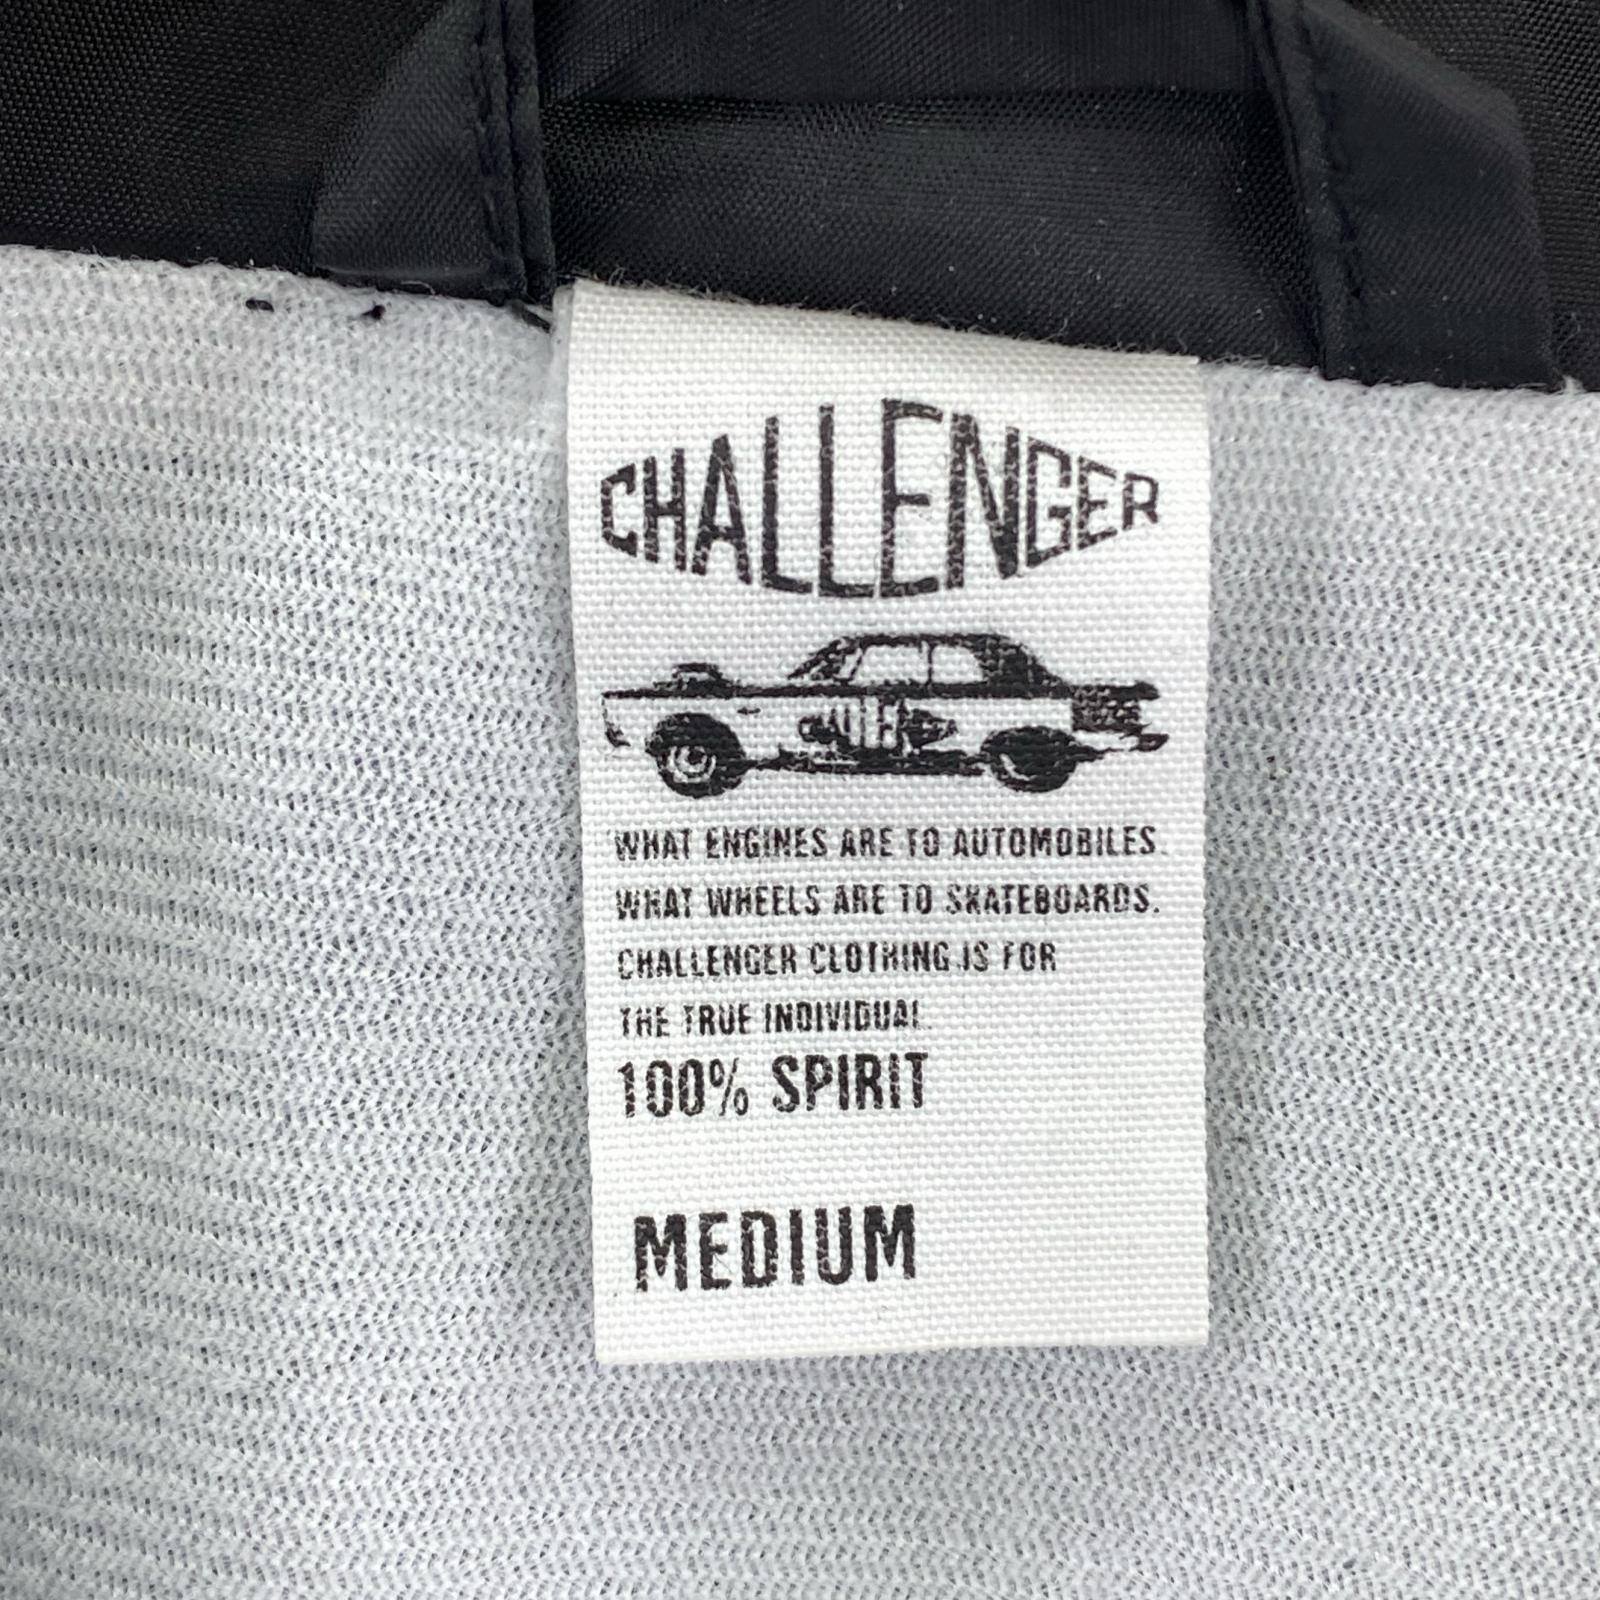 CHALLENGER
CHALLENGER
WHAT ENGINES ARE TO AUTOMOBILES.
WHAT WHEELS ARE TO SKATEBOARDS.
CHALLENGER CLOTHING IS FOR
THE TRUE INDIVIDUAL.
100% SPIRIT
MEDIUM